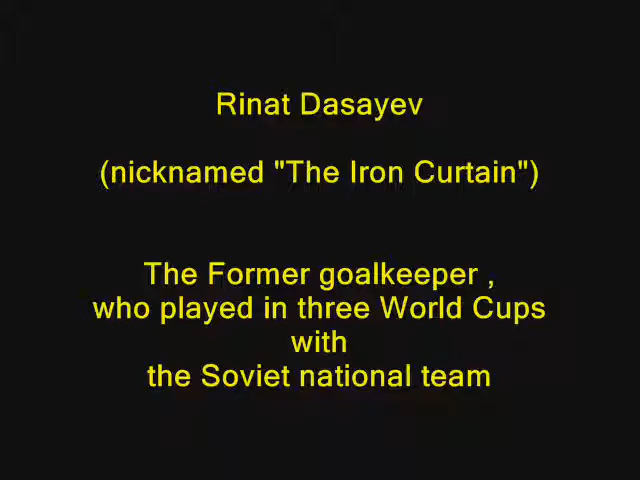 Rinat Dasayev
(nicknamed "The Iron Curtain")
The Former goalkeeper ,
who played in three World Cups
with
the Soviet national team